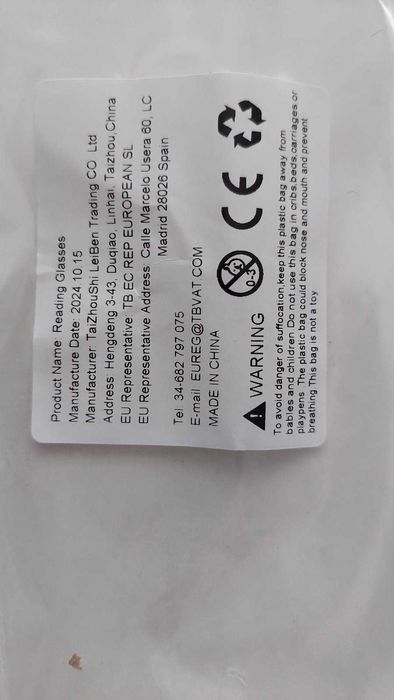 Product Name Reading Glasses
Manufacture Date 2024.10.15
Manufacturer TaiZhouShi LeiBen Trading CO Ltd
Address Hengdeng 3-43, Duqiao, Linhai, Taizhou,China
EU Representative TB EC REP EUROPEAN SL
EU Representative Address Calle Marcelo Usera 60, LC
Madrid 28026 Spain
Tel 34-682 797 075
E-mail EUREG@TBVAT COM
MADE IN CHINA
0-3
CE
WARNING
To avoid danger of suffocation,keep this plastic bag away from
babies and children Do not use this bag in cribs,beds,carriages or
playpens The plastic bag could block nose and mouth and prevent
breathing This bag is not a toy